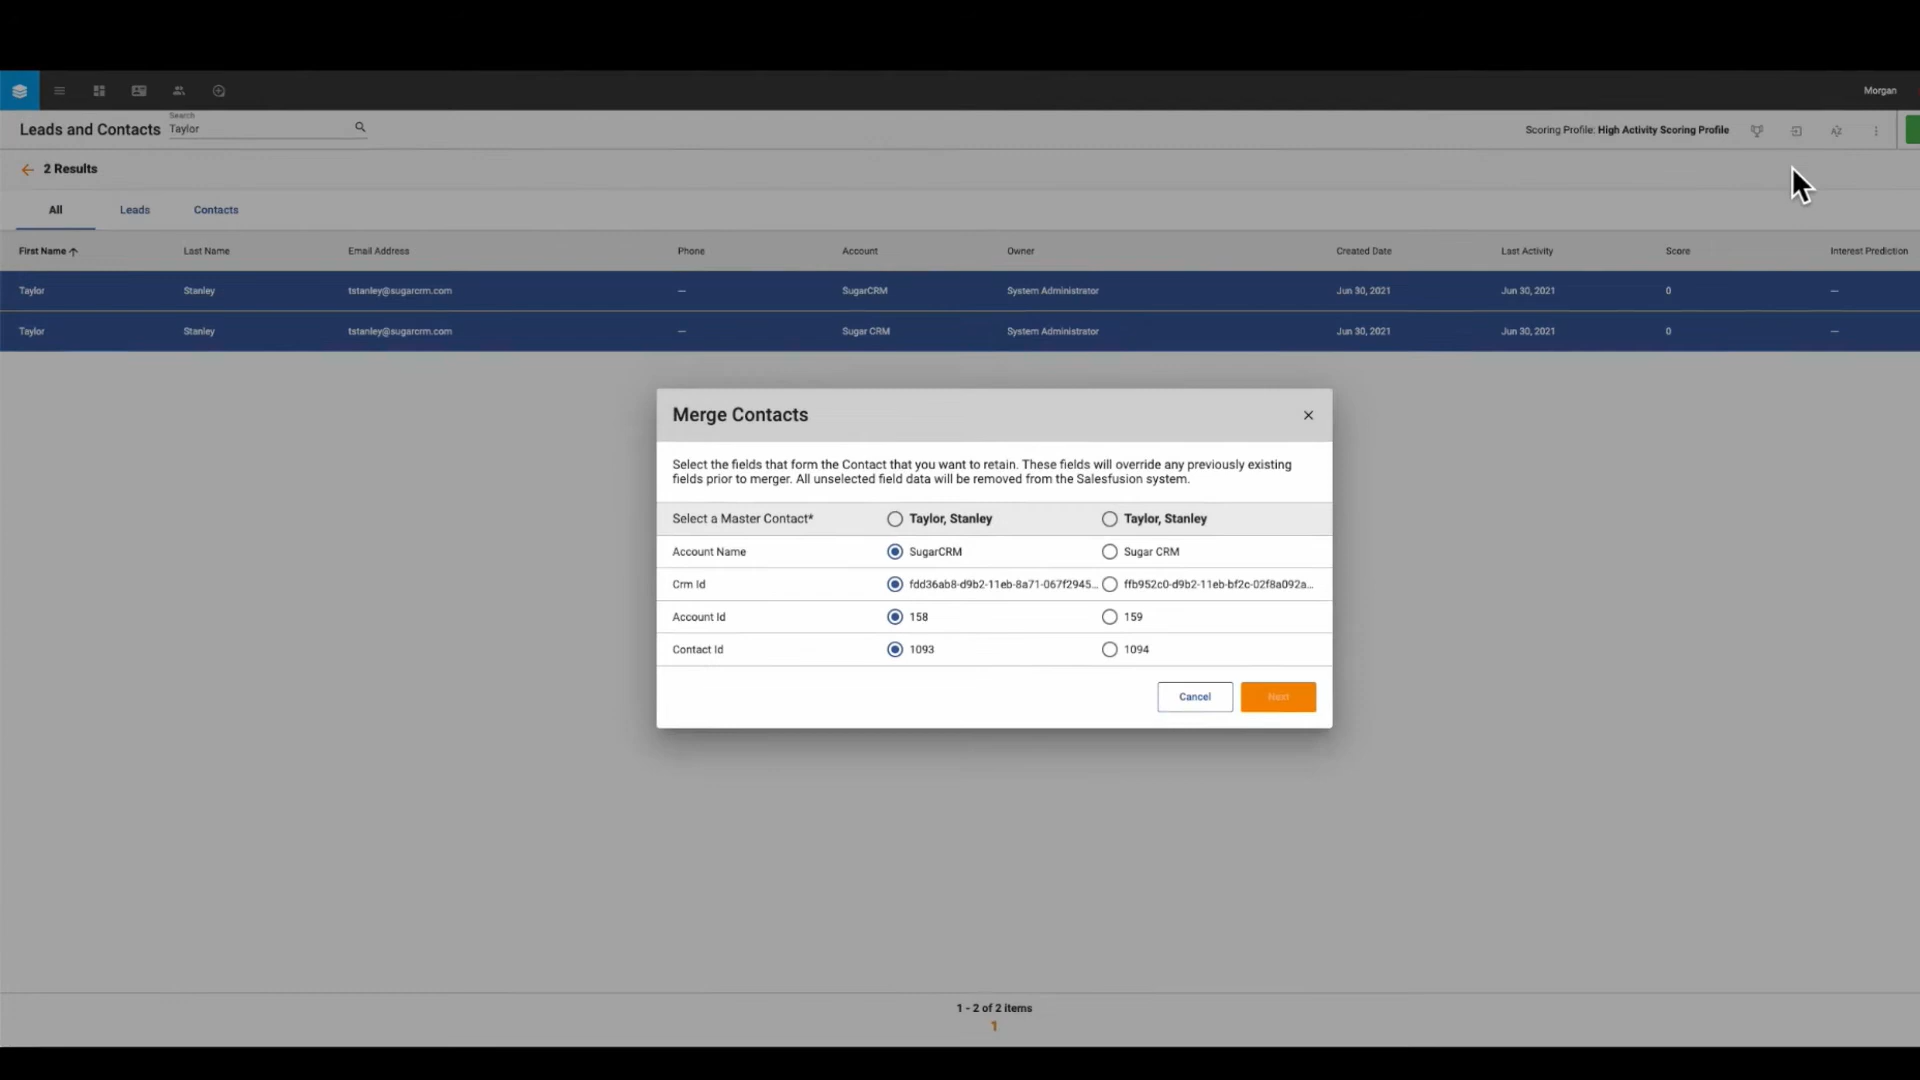 Morgan
Leads and Contacts
Search
Taylor
Scoring Profile: High Activity Scoring Profile
2 Results
All Leads Contacts
First Name Last Name Email Address Phone Account Owner Created Date Last Activity Score Interest Prediction
Taylor Stanley tstanley@sugarcrm.com — SugarCRM System Administrator Jun 30, 2021 Jun 30, 2021 0 —
Taylor Stanley tstanley@sugarcrm.com — Sugar CRM System Administrator Jun 30, 2021 Jun 30, 2021 0 —
Merge Contacts
Select the fields that form the Contact that you want to retain. These fields will override any previously existing
fields prior to merger. All unselected field data will be removed from the Salesfusion system.
Select a Master Contact* Taylor, Stanley Taylor, Stanley
Account Name SugarCRM Sugar CRM
Crm Id fdd36ab8-d9b2-11eb-8a71-067f2945... ffb952c0-d9b2-11eb-bf2c-02f8a092a...
Account Id 158 159
Contact Id 1093 1094
Cancel Next
1 - 2 of 2 items
1